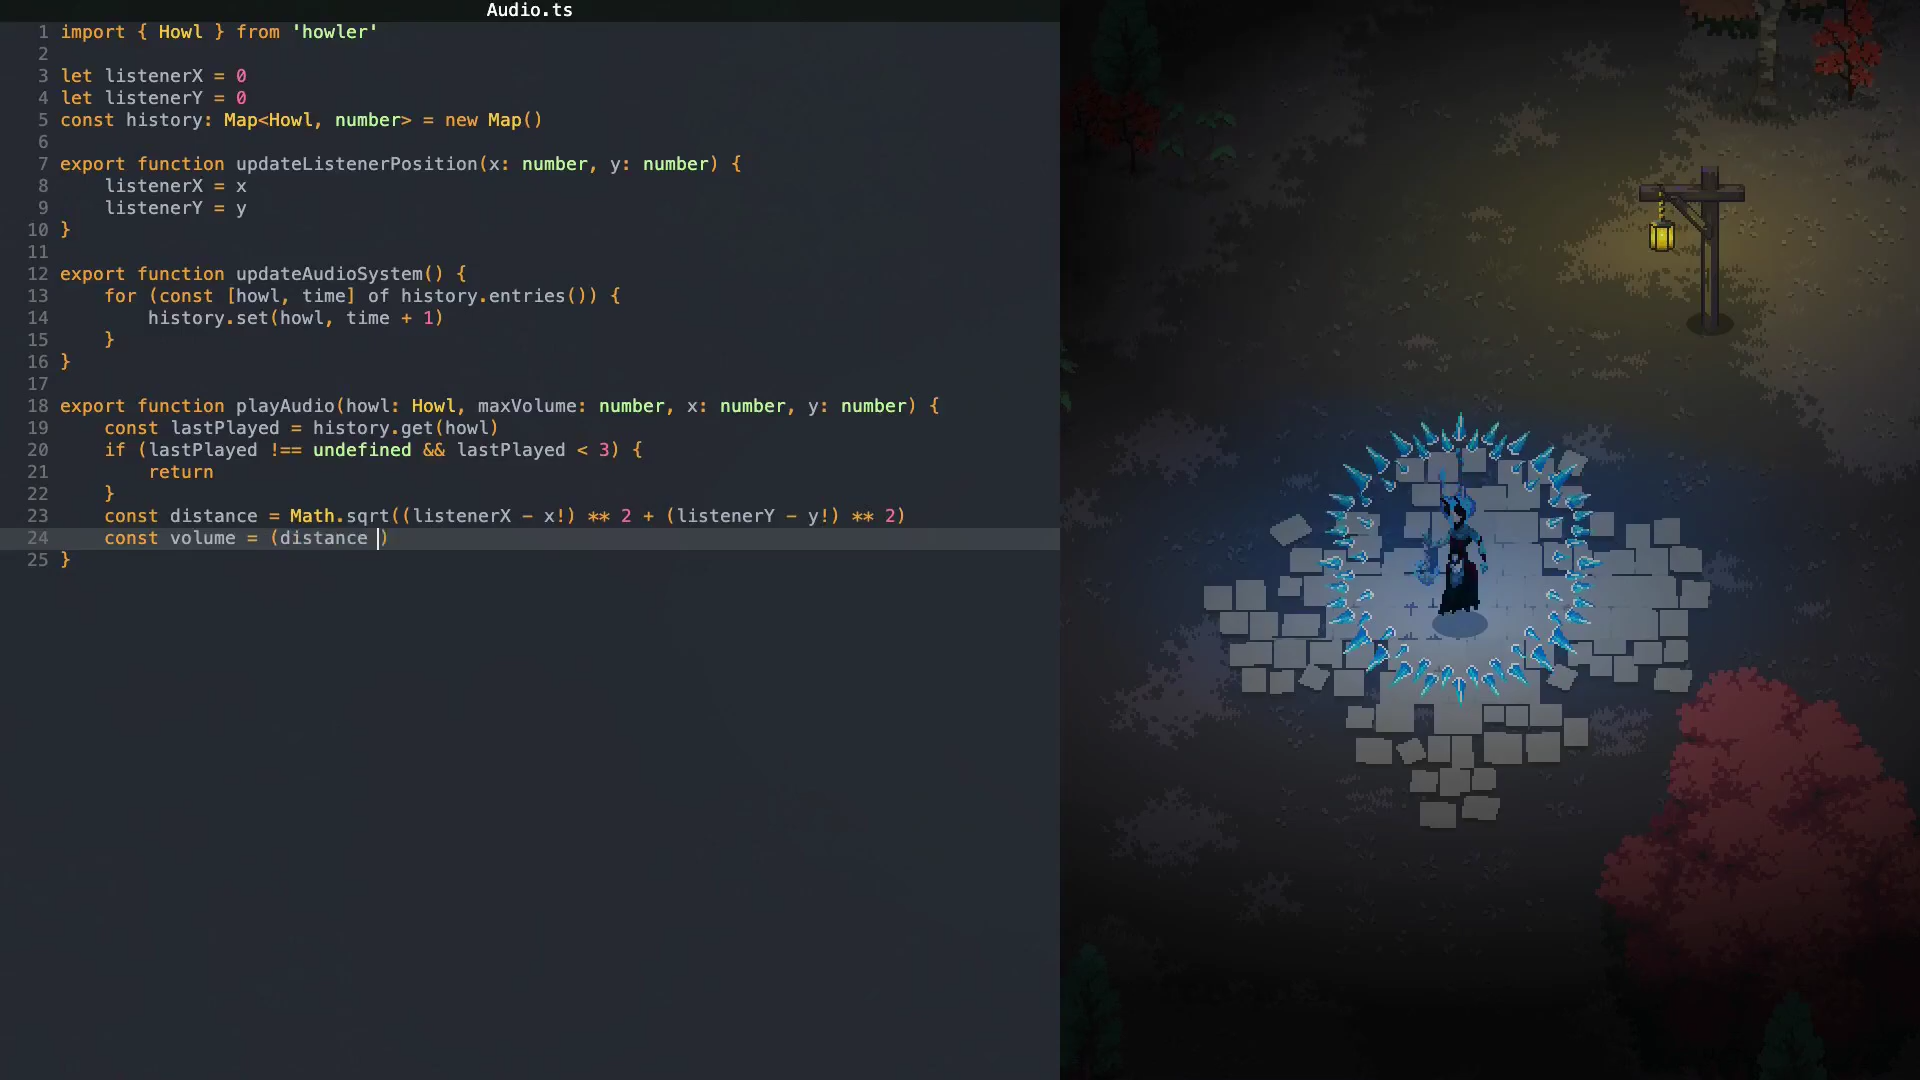 Audio.ts
1 import { Howl } from 'howler'
2
3 let listenerX = 0
4 let listenerY = 0
5 const history: Map<Howl, number> = new Map()
6
7 export function updateListenerPosition(x: number, y: number) {
8     listenerX = x
9     listenerY = y
10 }
11
12 export function updateAudioSystem() {
13     for (const [howl, time] of history.entries()) {
14         history.set(howl, time + 1)
15     }
16 }
17
18 export function playAudio(howl: Howl, maxVolume: number, x: number, y: number) {
19     const lastPlayed = history.get(howl)
20     if (lastPlayed !== undefined && lastPlayed < 3) {
21         return
22     }
23     const distance = Math.sqrt((listenerX - x!) ** 2 + (listenerY - y!) ** 2)
24     const volume = (distance )
25 }